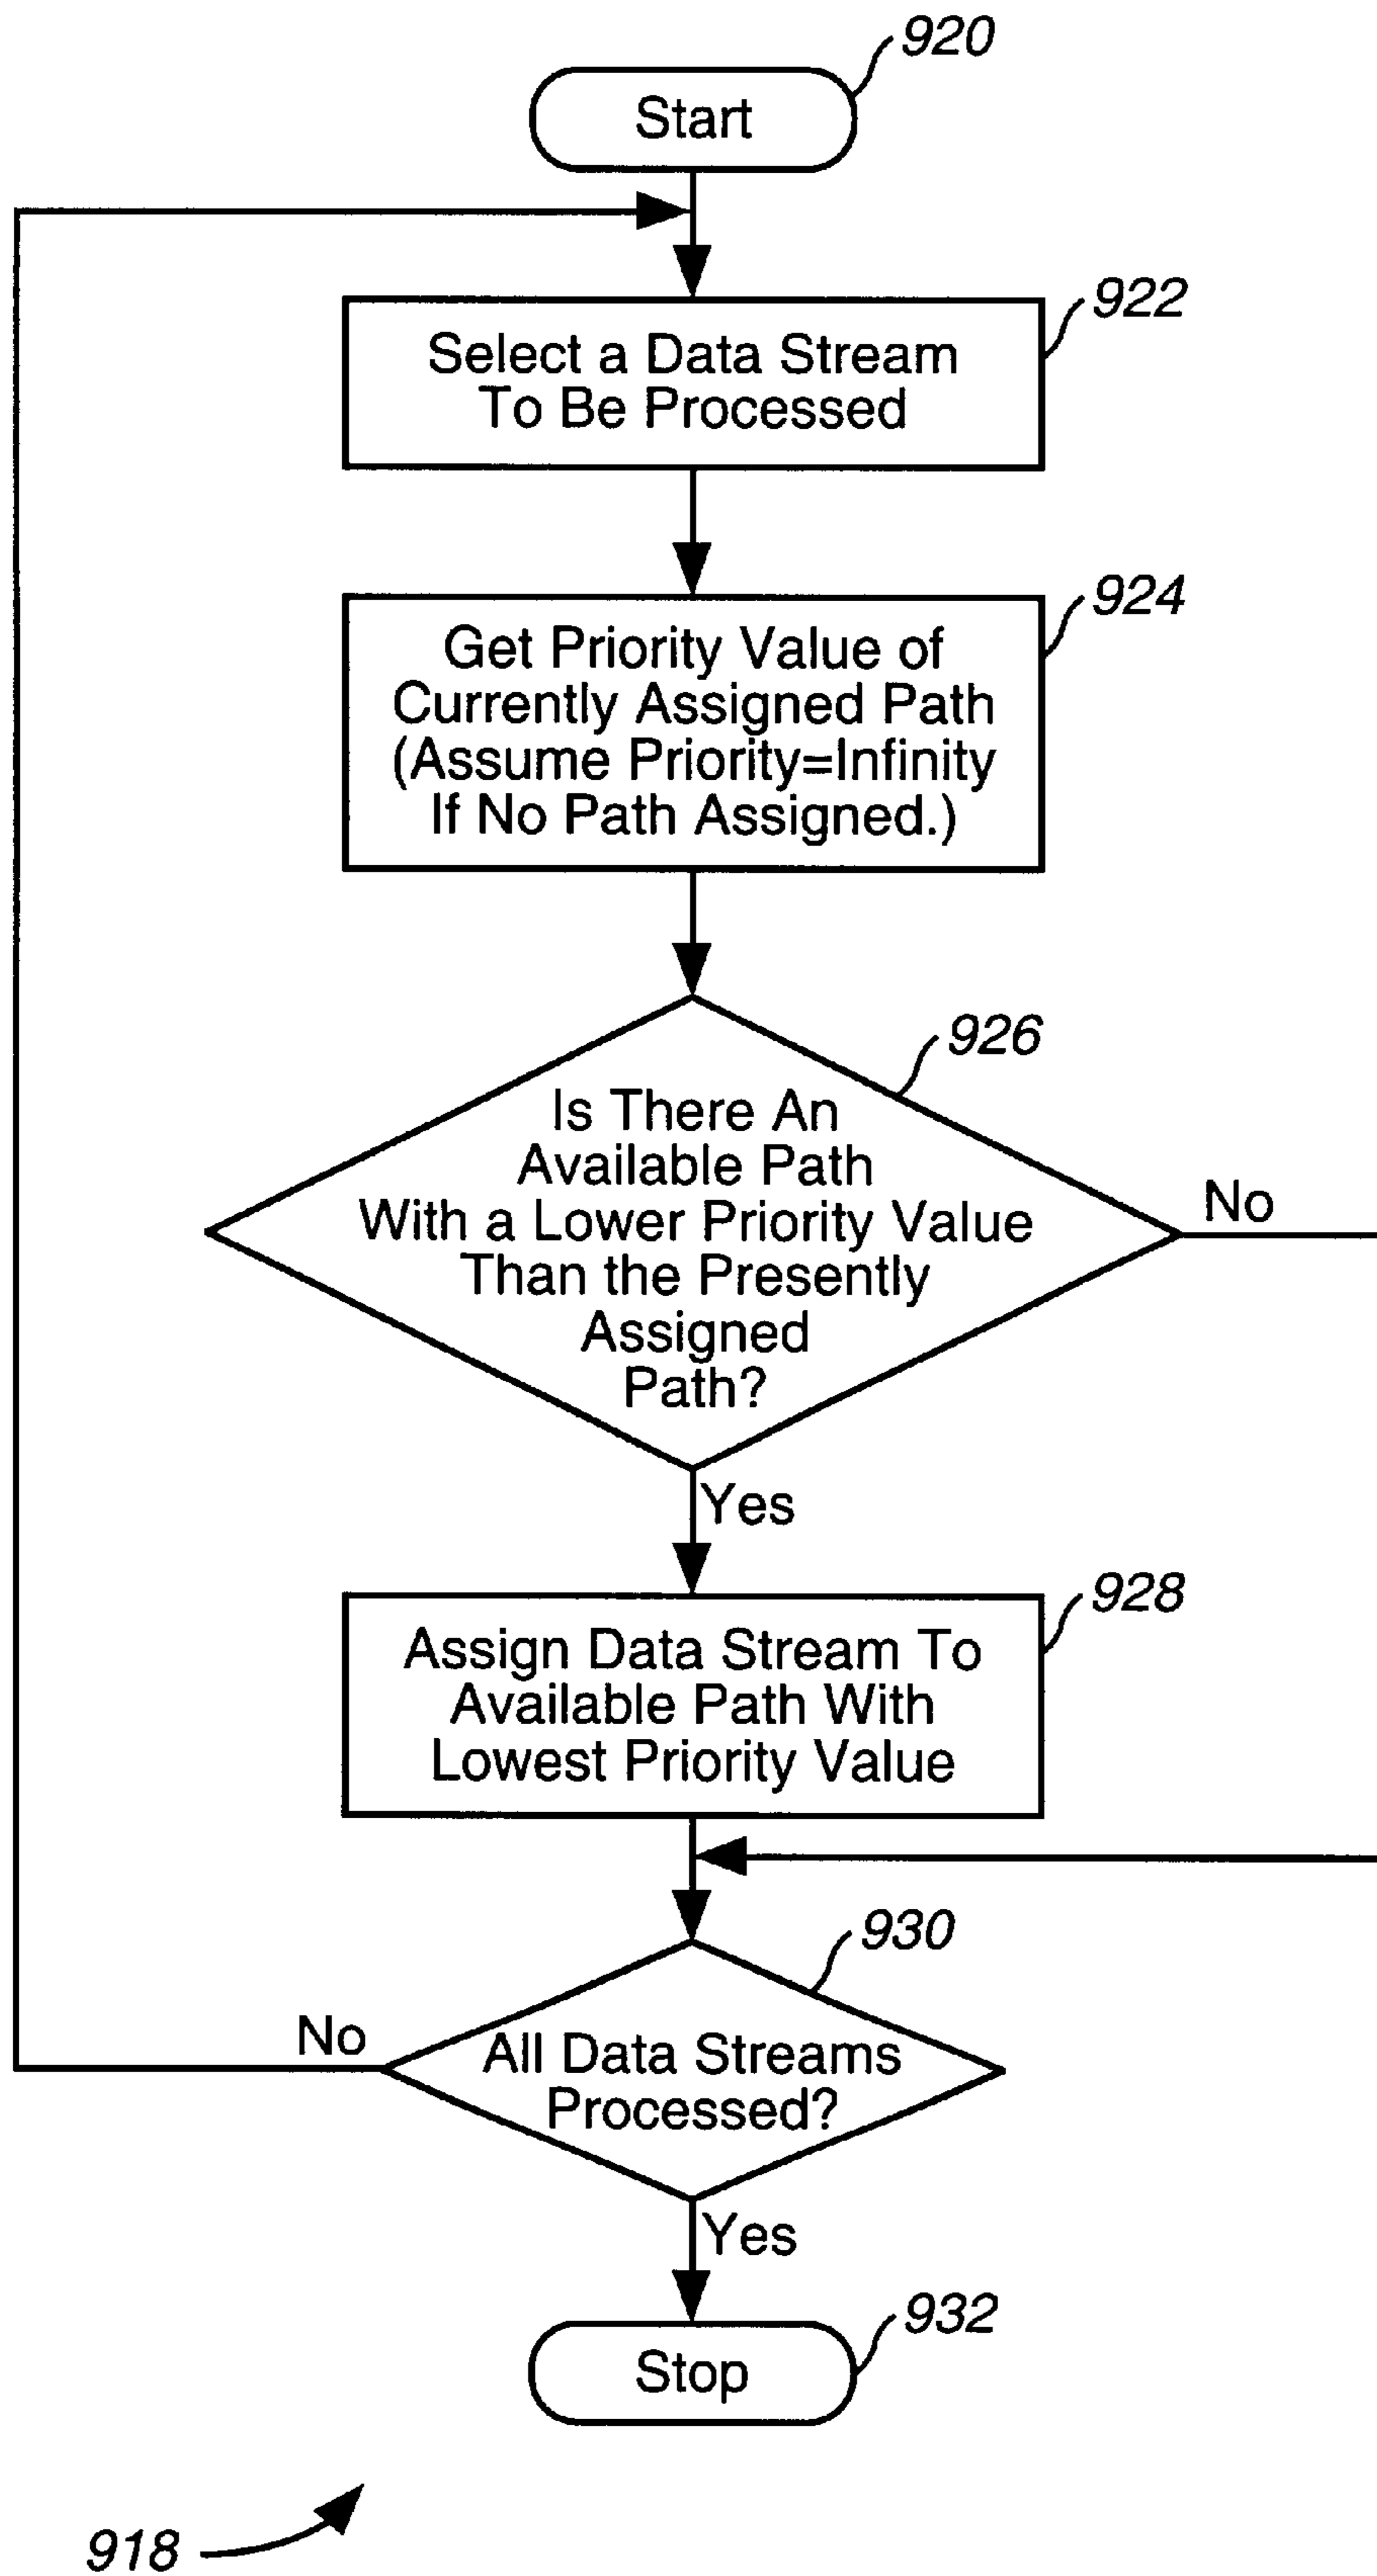 920
Start
922
Select a Data Stream
To Be Processed
924
Get Priority Value of
Currently Assigned Path
(Assume Priority=Infinity
If No Path Assigned.)
926
Is There An
Available Path
With a Lower Priority Value
Than the Presently
Assigned
Path?
No
Yes
928
Assign Data Stream To
Available Path With
Lowest Priority Value
930
No
All Data Streams
Processed?
Yes
932
Stop
918